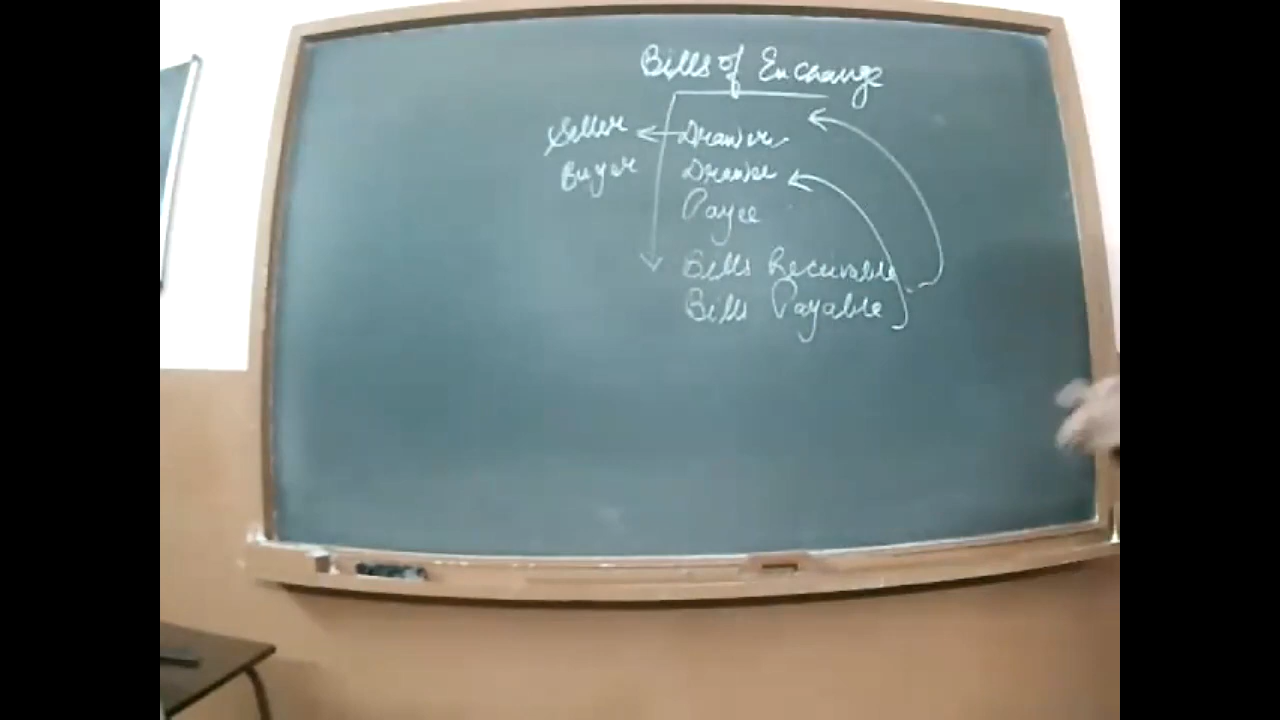 Bills of Exchange
Seller ← Drawer
Buyer Drawee
Payee
Bills Receivable
Bills Payable